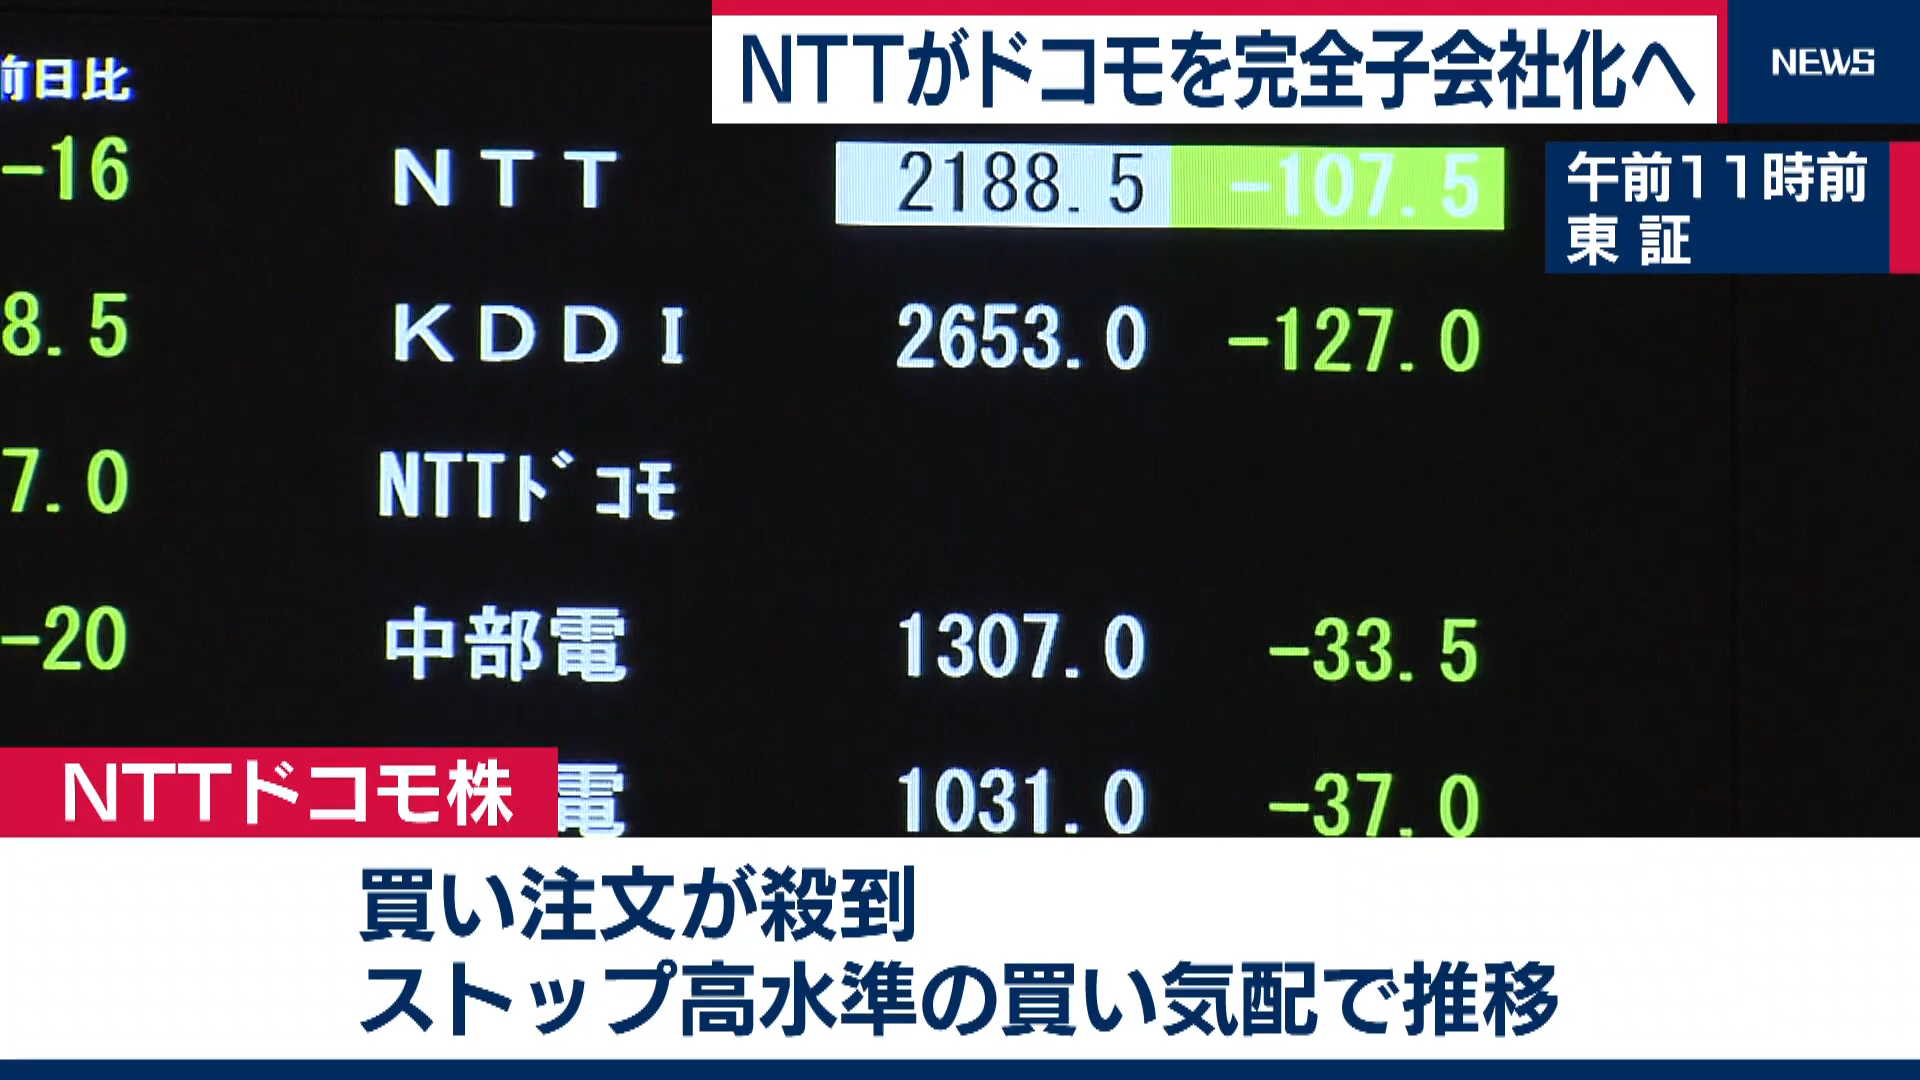 NTTがドコモを完全子会社化へ
NEWS
午前11時前
東 証
前日比
-16 NTT 2188.5 -107.5
8.5 KDDI 2653.0 -127.0
7.0 NTTﾄﾞｺﾓ
-20 中部電 1307.0 -33.5
電 1031.0 -37.0
NTTドコモ株
買い注文が殺到
ストップ高水準の買い気配で推移